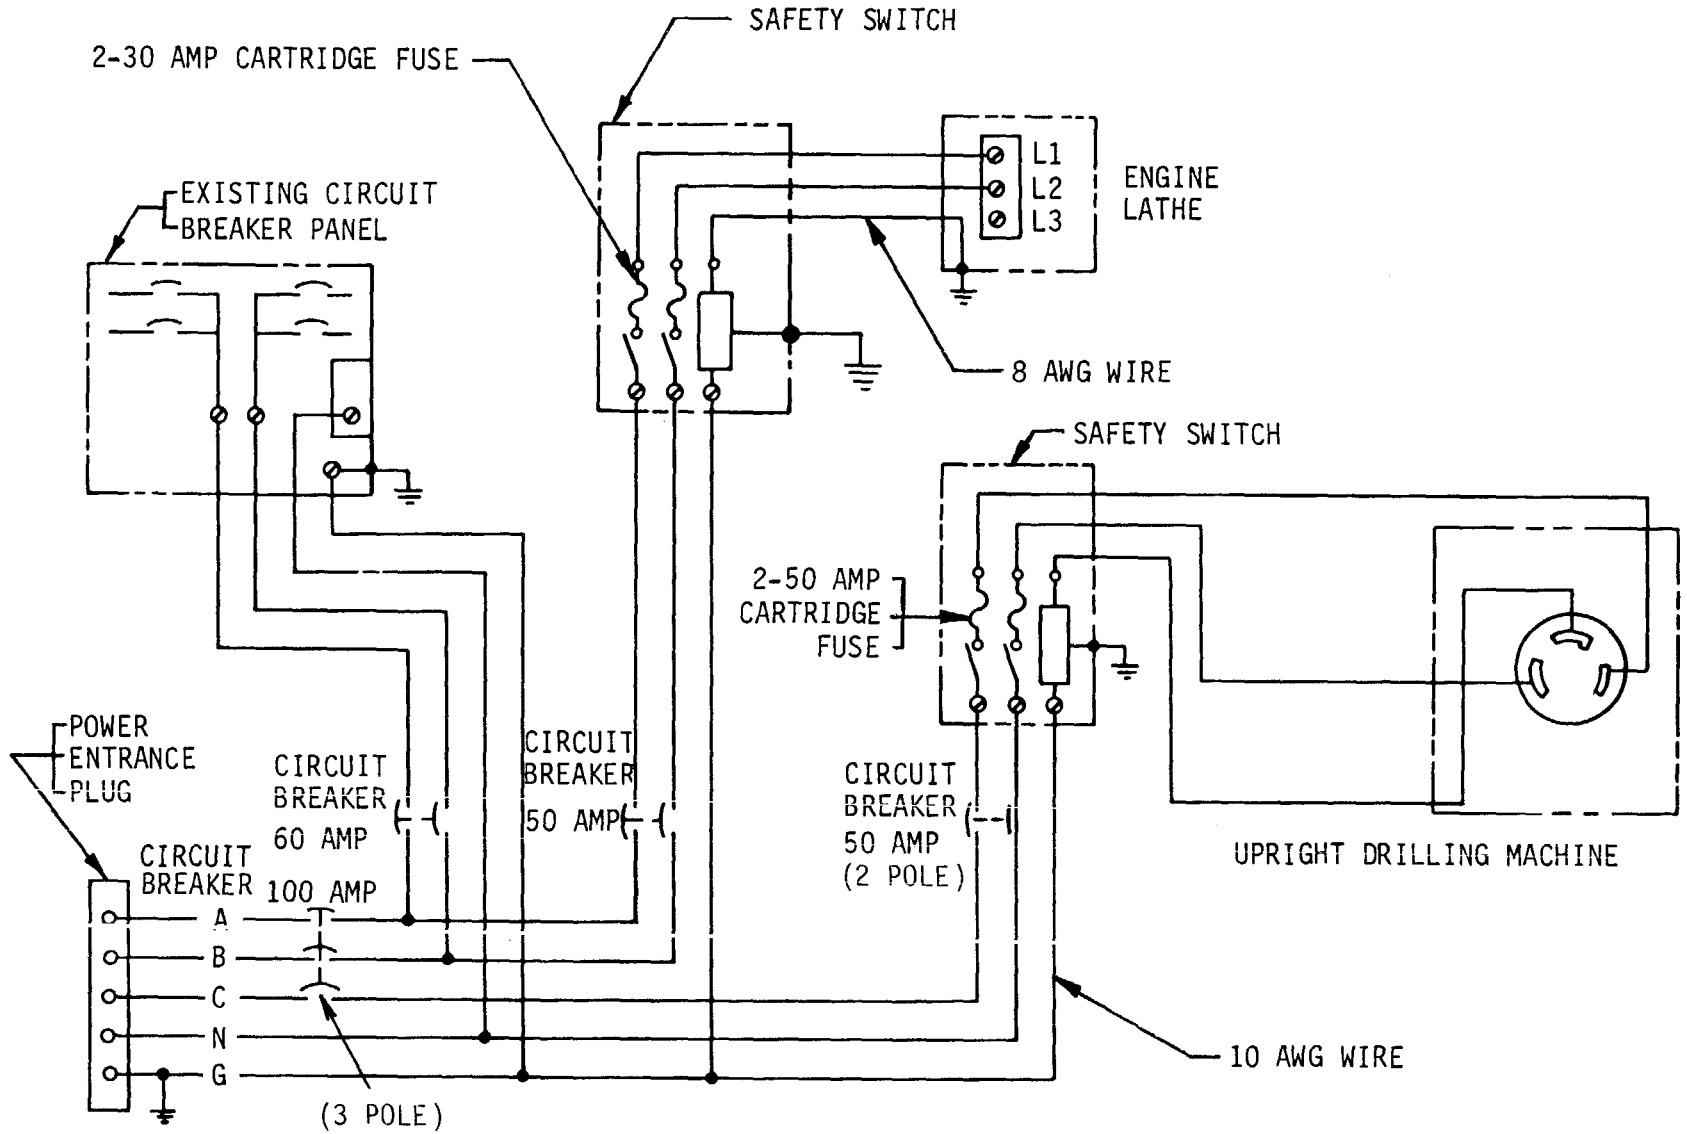 SAFETY SWITCH
2-30 AMP CARTRIDGE FUSE
L1
L2
L3
ENGINE
LATHE
EXISTING CIRCUIT
BREAKER PANEL
8 AWG WIRE
SAFETY SWITCH
2-50 AMP
CARTRIDGE
FUSE
POWER
ENTRANCE
PLUG
CIRCUIT
BREAKER
60 AMP
CIRCUIT
BREAKER
50 AMP
CIRCUIT
BREAKER
50 AMP
(2 POLE)
UPRIGHT DRILLING MACHINE
CIRCUIT
BREAKER
100 AMP
A
B
C
N
G
10 AWG WIRE
(3 POLE)